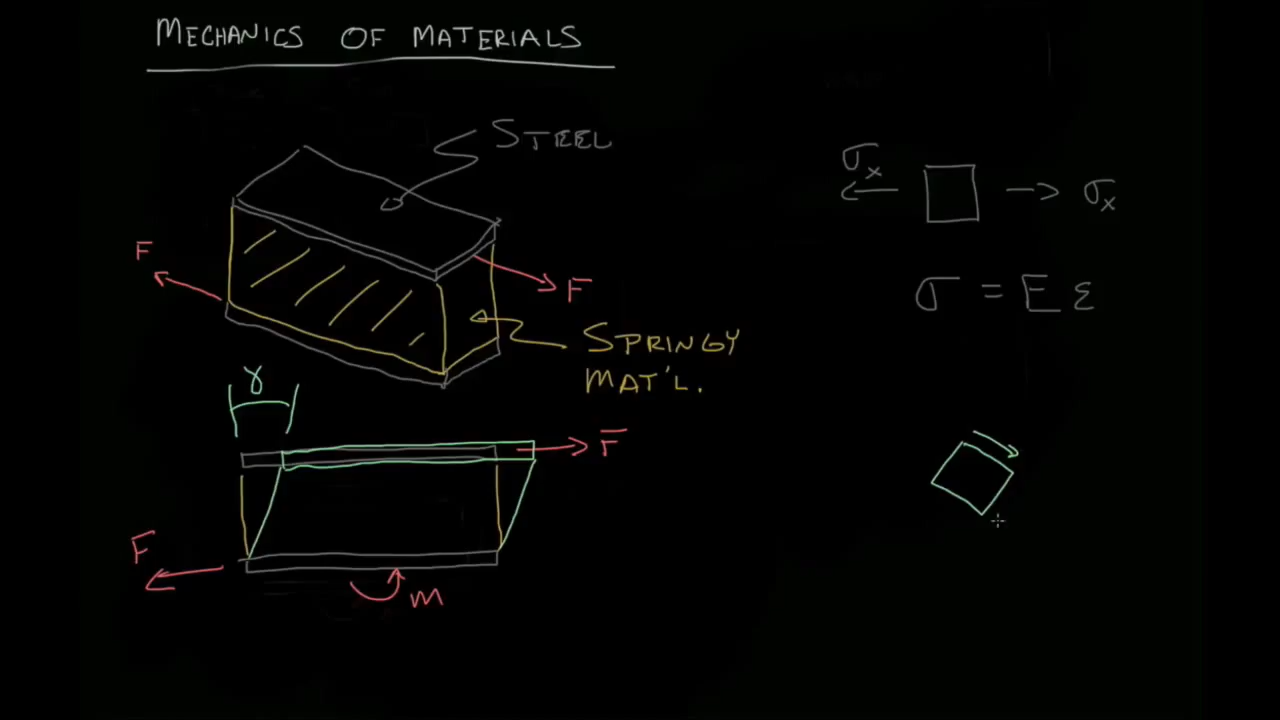 MECHANICS OF MATERIALS
STEEL
F
F
SPRINGY
MAT'L.
γ
F
F
m
σx
σx
σ = E ε